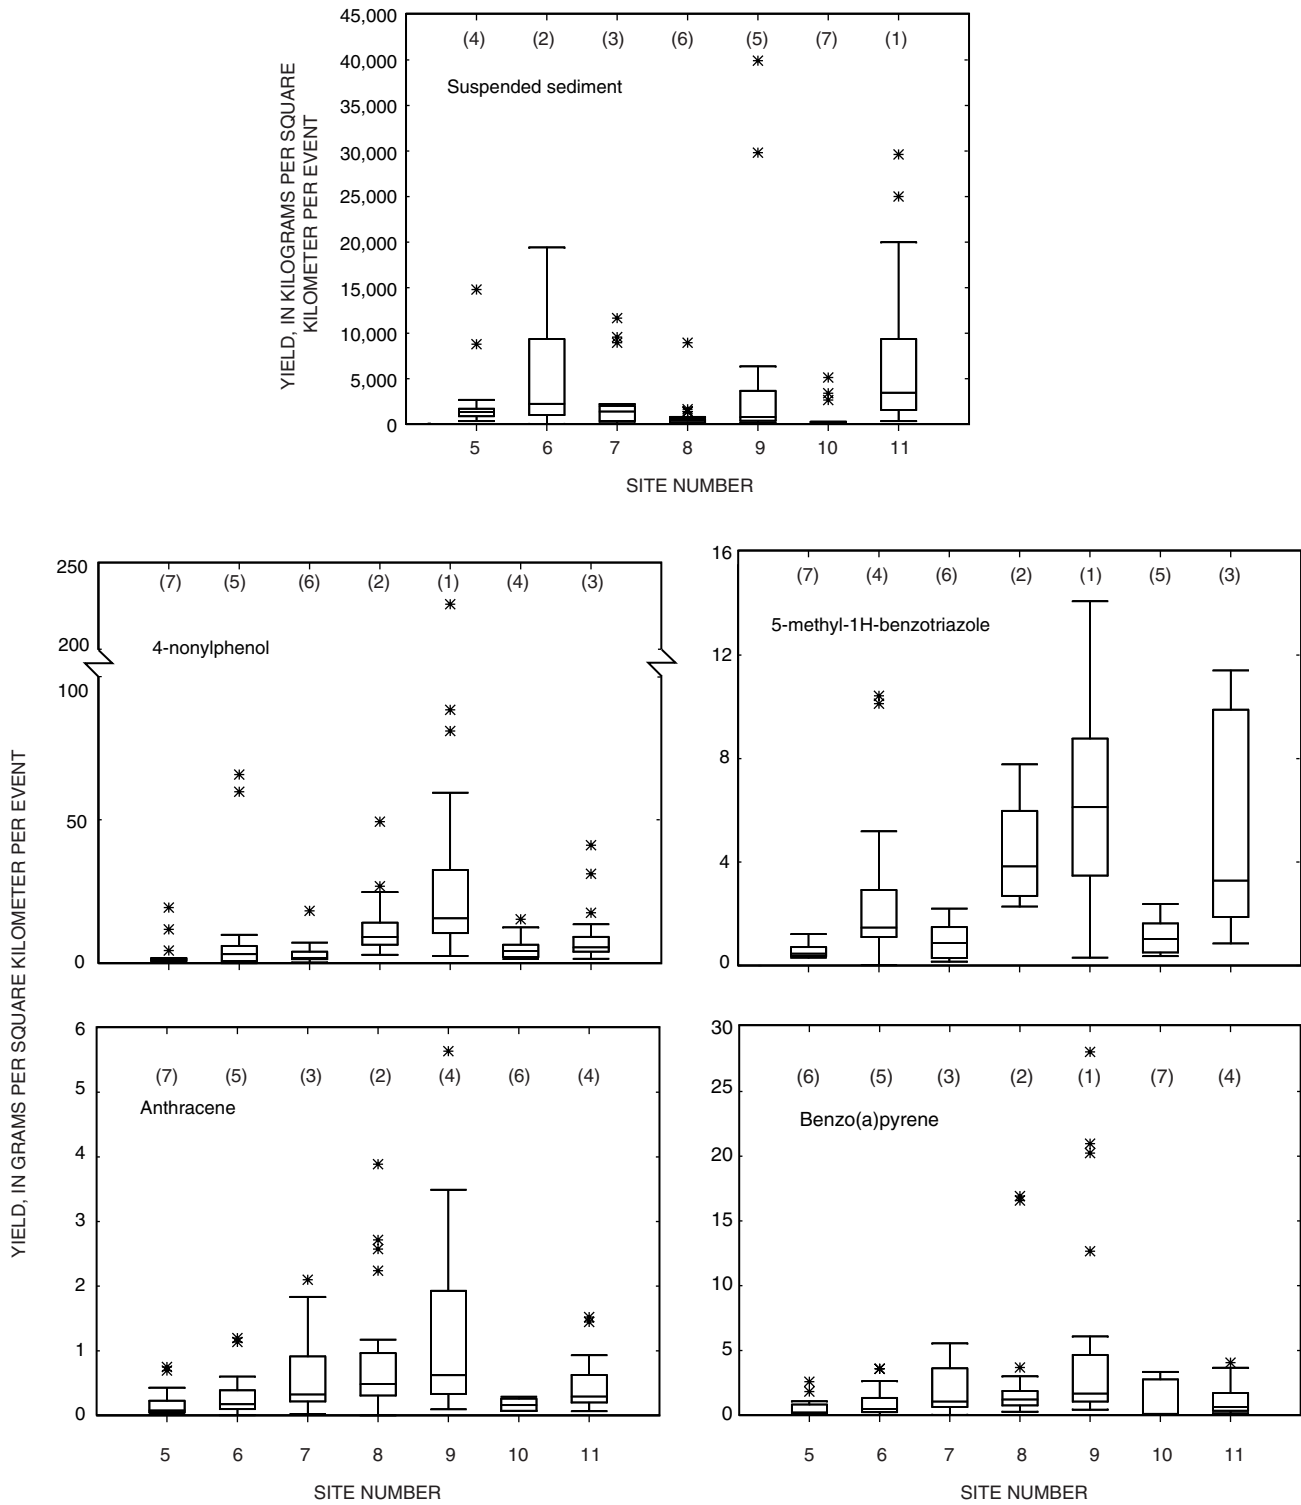 45,000
40,000
35,000
30,000
25,000
20,000
15,000
10,000
5,000
0
YIELD, IN KILOGRAMS PER SQUARE
KILOMETER PER EVENT
(4) (2) (3) (6) (5) (7) (1)
Suspended sediment
5 6 7 8 9 10 11
SITE NUMBER
YIELD, IN GRAMS PER SQUARE KILOMETER PER EVENT
250
200
100
50
0
(7) (5) (6) (2) (1) (4) (3)
4-nonylphenol
16
12
8
4
0
(7) (4) (6) (2) (1) (5) (3)
5-methyl-1H-benzotriazole
6
5
4
3
2
1
0
(7) (5) (3) (2) (4) (6) (4)
Anthracene
5 6 7 8 9 10 11
SITE NUMBER
30
25
20
15
10
5
0
(6) (5) (3) (2) (1) (7) (4)
Benzo(a)pyrene
5 6 7 8 9 10 11
SITE NUMBER